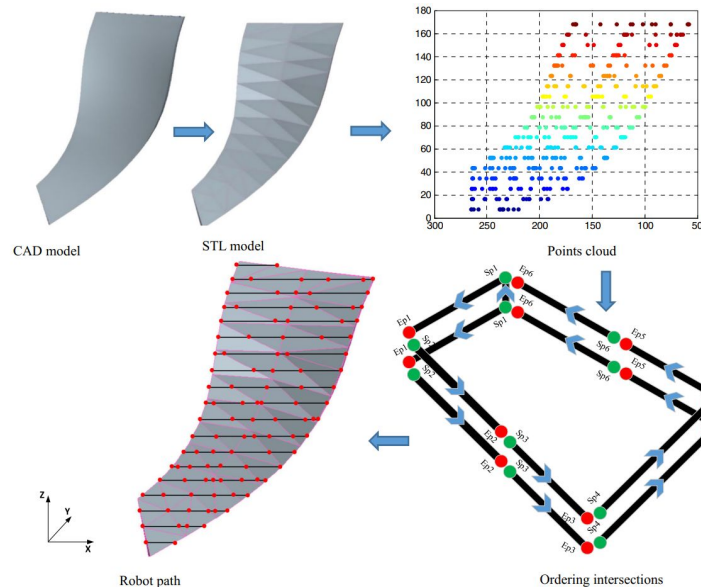 180
160
140
120
100
80
60
40
20
0
300
250
200
150
100
50
CAD model
STL model
Points cloud
Sp1
Ep6
Ep6
Sp1
Ep1
Sp2
Ep1
Sp2
Ep5
Sp6
Ep5
Sp6
Ep2
Sp3
Ep2
Sp3
Sp4
Ep3
Sp4
Ep3
Z
Y
X
Robot path
Ordering intersections